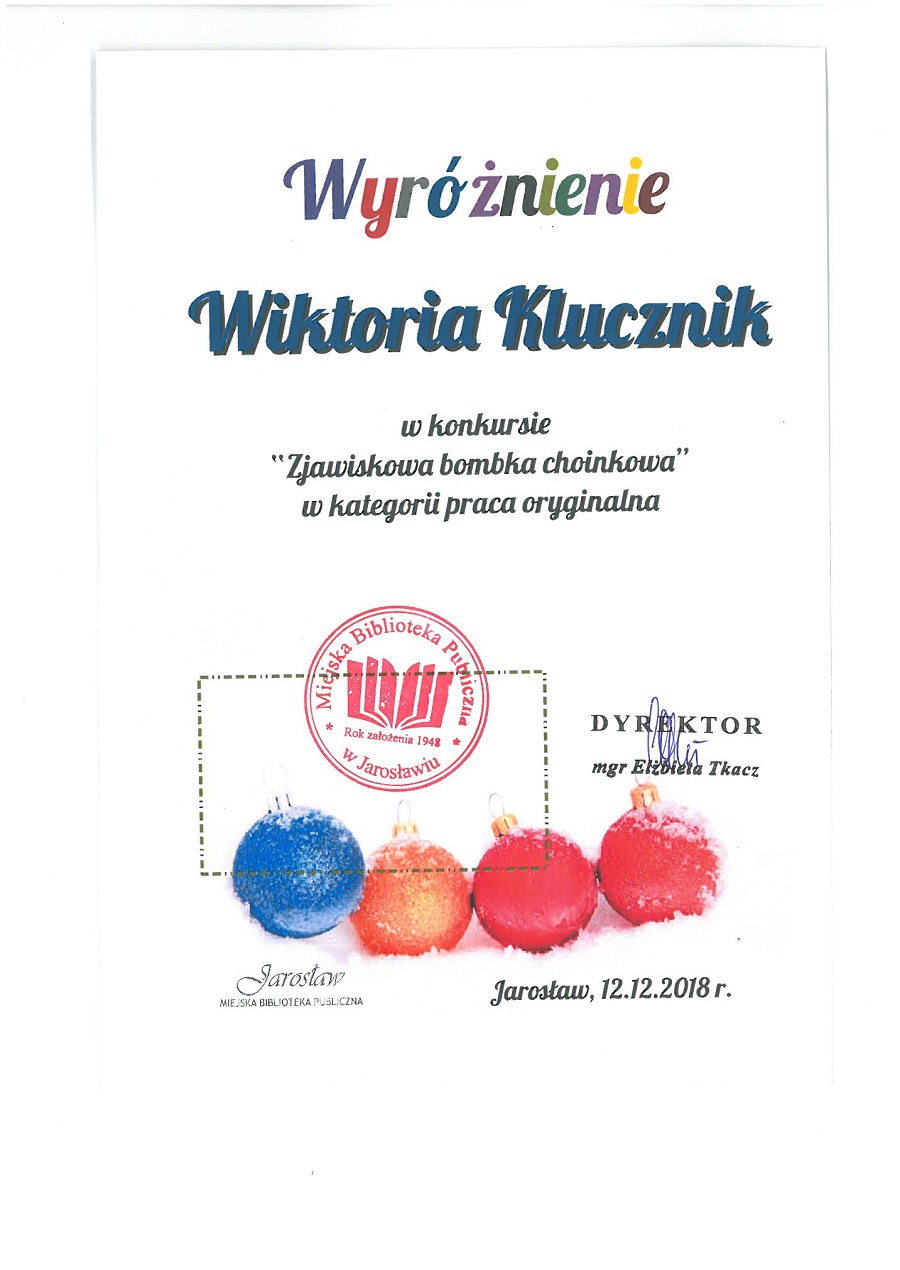 Wyróżnienie
Wiktoria Klucznik
w konkursie
“Zjawiskowa bombka choinkowa”
w kategorii praca oryginalna
Miejska Biblioteka Publiczna
Rok założenia 1948
w Jarosławiu
DYREKTOR
mgr Elżbieta Tkacz
Jarosław
MIEJSKA BIBLIOTEKA PUBLICZNA
Jarosław, 12.12.2018 r.